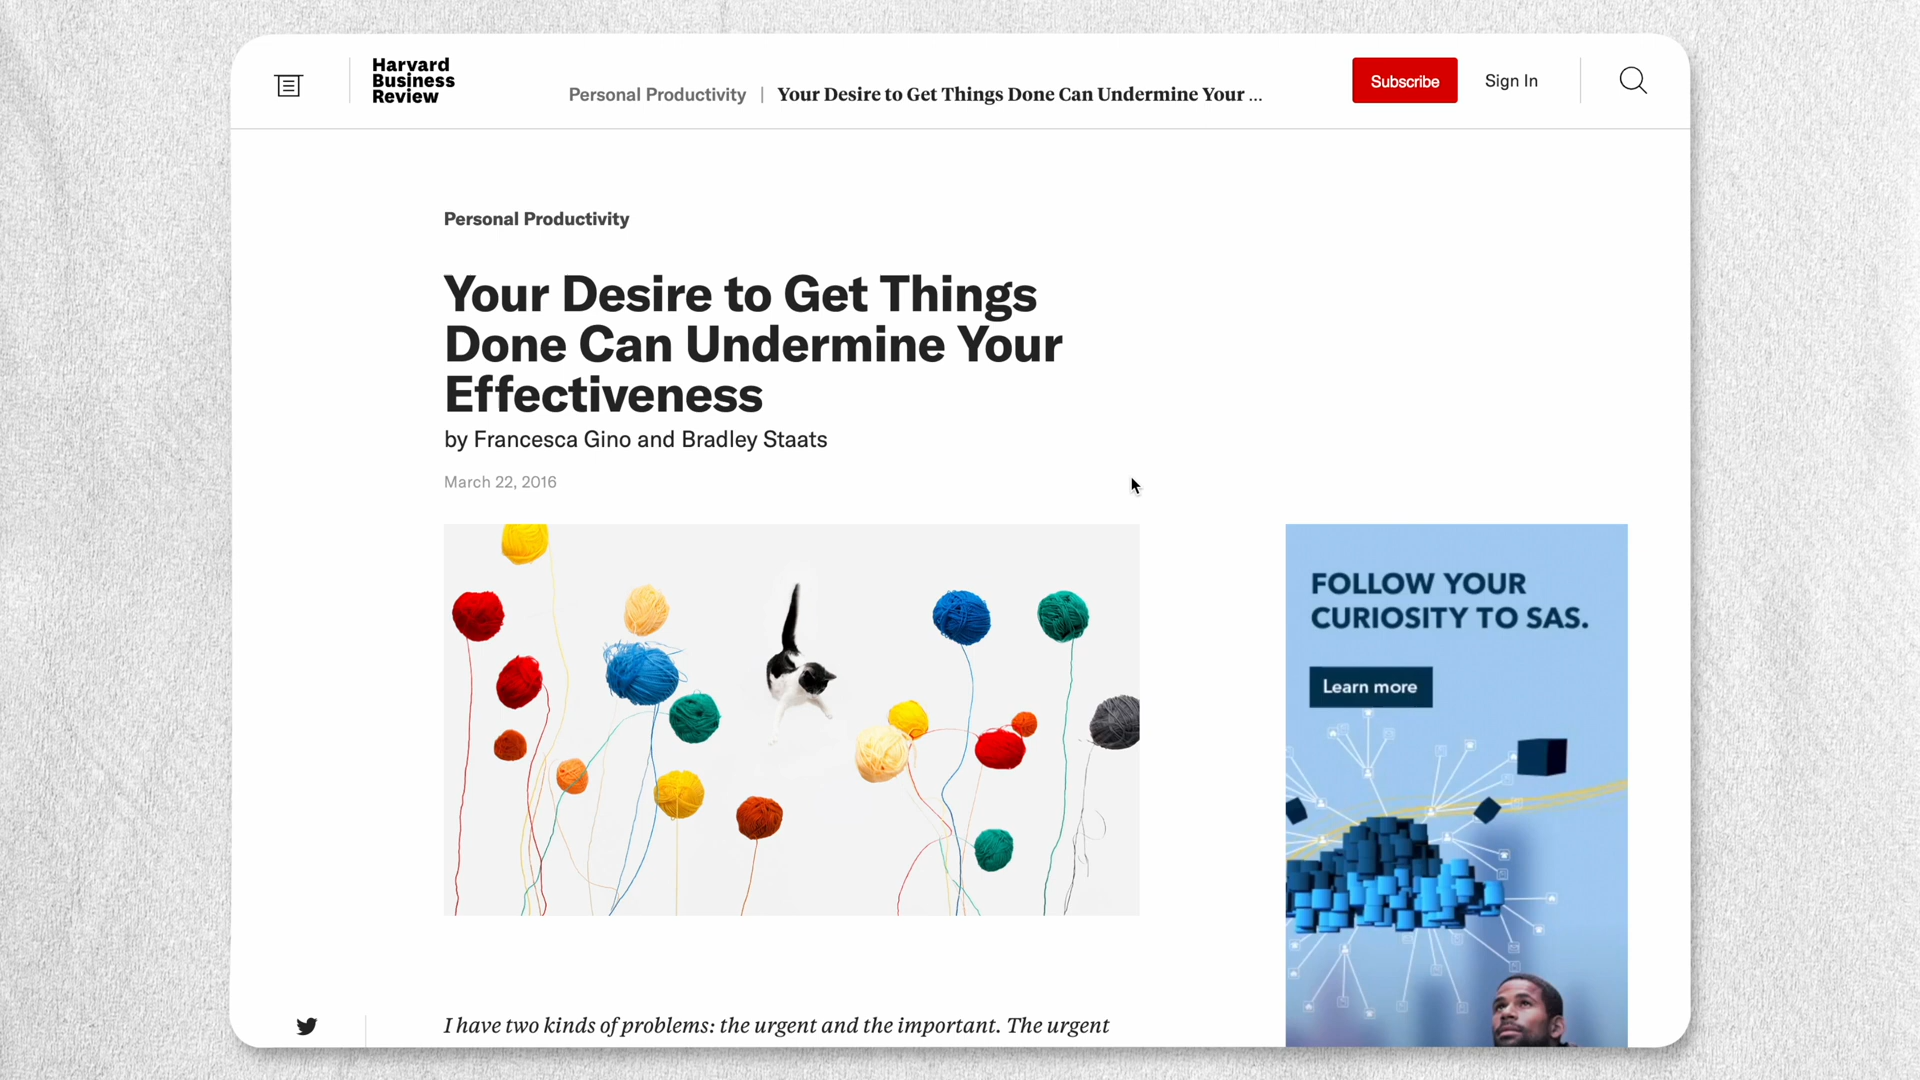 Harvard
Business
Review
Personal Productivity | Your Desire to Get Things Done Can Undermine Your ...
Subscribe
Sign In
Personal Productivity
Your Desire to Get Things
Done Can Undermine Your
Effectiveness
by Francesca Gino and Bradley Staats
March 22, 2016
FOLLOW YOUR
CURIOSITY TO SAS.
Learn more
I have two kinds of problems: the urgent and the important. The urgent